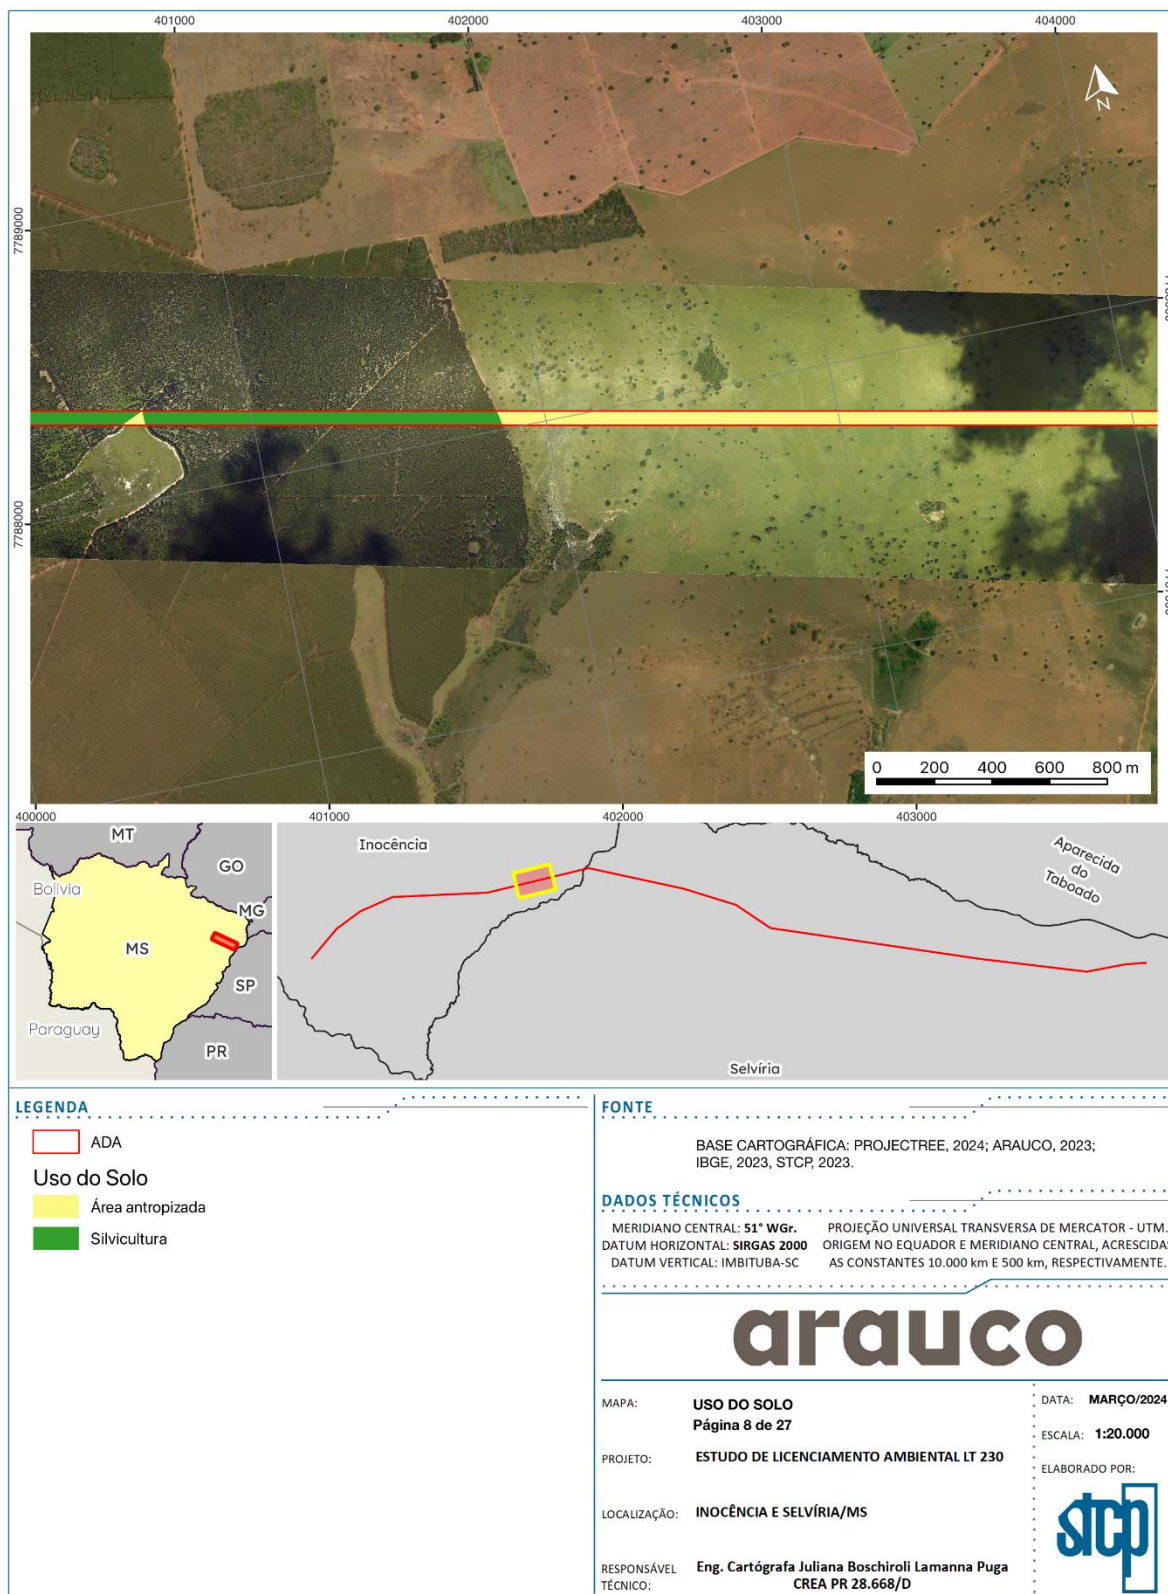 401000
402000
403000
404000
N
7789000
7788000
0 200 400 600 800 m
400000
401000
402000
403000
MT
GO
Bolivia
MG
MS
SP
Paraguay
PR
Inocência
Aparecida
do
Taboado
Selvíria
LEGENDA
ADA
Uso do Solo
Área antropizada
Silvicultura
FONTE
BASE CARTOGRÁFICA: PROJECTREE, 2024; ARAUCO, 2023;
IBGE, 2023, STCP, 2023.
DADOS TÉCNICOS
MERIDIANO CENTRAL: 51° WGr.
DATUM HORIZONTAL: SIRGAS 2000
DATUM VERTICAL: IMBITUBA-SC
PROJEÇÃO UNIVERSAL TRANSVERSA DE MERCATOR - UTM.
ORIGEM NO EQUADOR E MERIDIANO CENTRAL, ACRESCIDAS
AS CONSTANTES 10.000 km E 500 km, RESPECTIVAMENTE.
arauco
MAPA: USO DO SOLO
Página 8 de 27
PROJETO: ESTUDO DE LICENCIAMENTO AMBIENTAL LT 230
LOCALIZAÇÃO: INOCÊNCIA E SELVÍRIA/MS
RESPONSÁVEL
TÉCNICO:
Eng. Cartógrafa Juliana Boschiroli Lamanna Puga
CREA PR 28.668/D
DATA: MARÇO/2024
ESCALA: 1:20.000
ELABORADO POR:
stcp